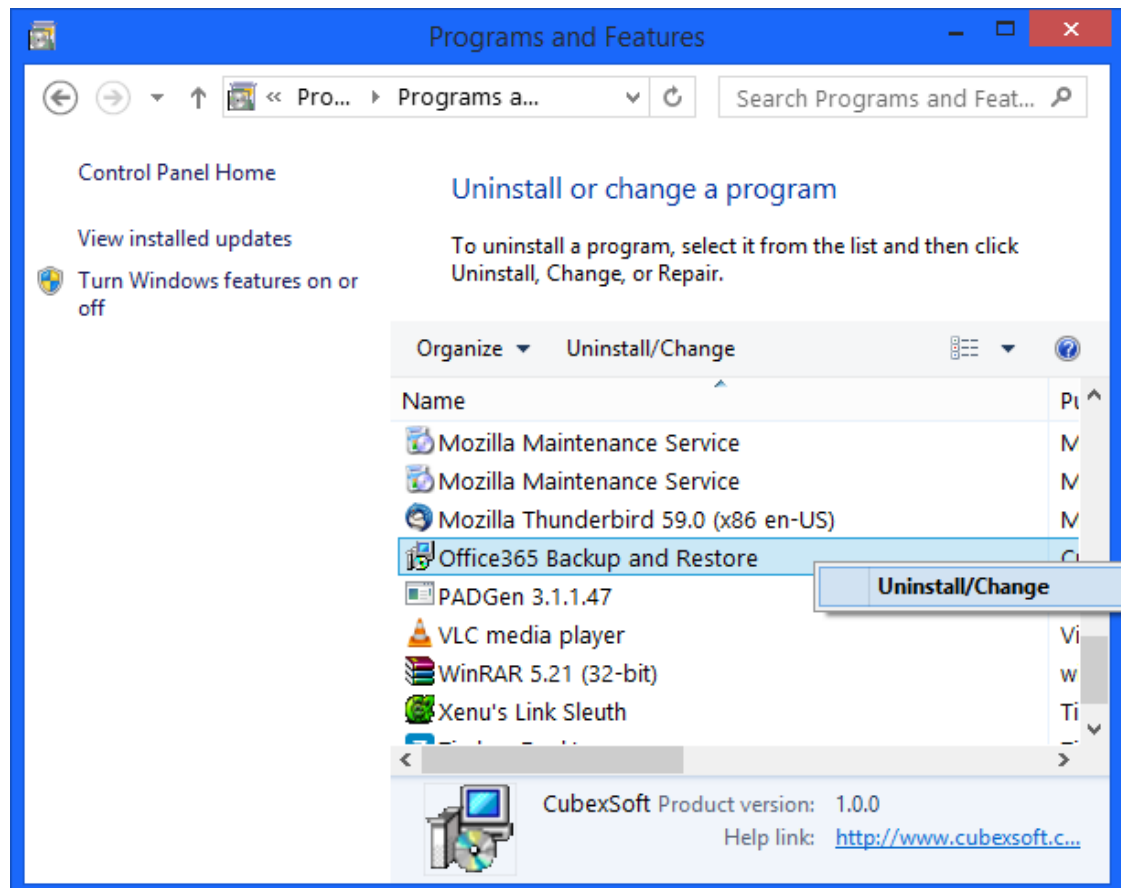 Programs and Features
« Pro... Programs a... Search Programs and Feat...
Control Panel Home
View installed updates
Turn Windows features on or
off
Uninstall or change a program
To uninstall a program, select it from the list and then click
Uninstall, Change, or Repair.
Organize Uninstall/Change
Name
Mozilla Maintenance Service M
Mozilla Maintenance Service M
Mozilla Thunderbird 59.0 (x86 en-US) M
Office365 Backup and Restore
Uninstall/Change
PADGen 3.1.1.47
VLC media player Vi
WinRAR 5.21 (32-bit) w
Xenu's Link Sleuth Ti
CubexSoft Product version: 1.0.0
Help link: http://www.cubexsoft.c...